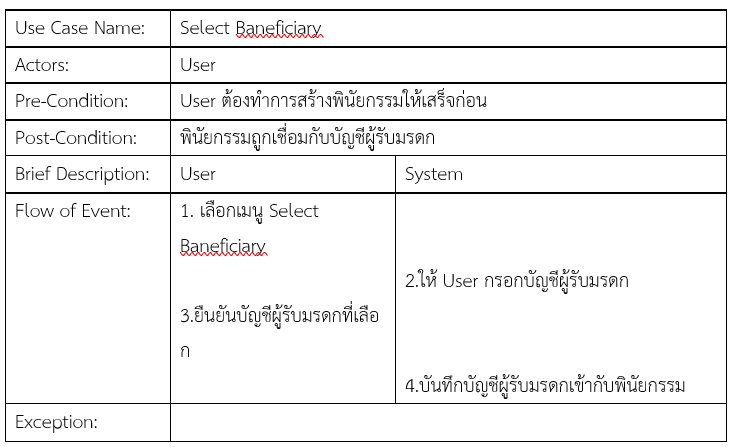 Use Case Name: Select Baneficiary
Actors: User
Pre-Condition: User ต้องทำการสร้างพินัยกรรมให้เสร็จก่อน
Post-Condition: พินัยกรรมถูกเชื่อมกับบัญชีผู้รับมรดก
Brief Description: User System
Flow of Event: 1. เลือกเมนู Select
Baneficiary
2.ให้ User กรอกบัญชีผู้รับมรดก
3.ยืนยันบัญชีผู้รับมรดกที่เลือ
ก
4.บันทึกบัญชีผู้รับมรดกเข้ากับพินัยกรรม
Exception: